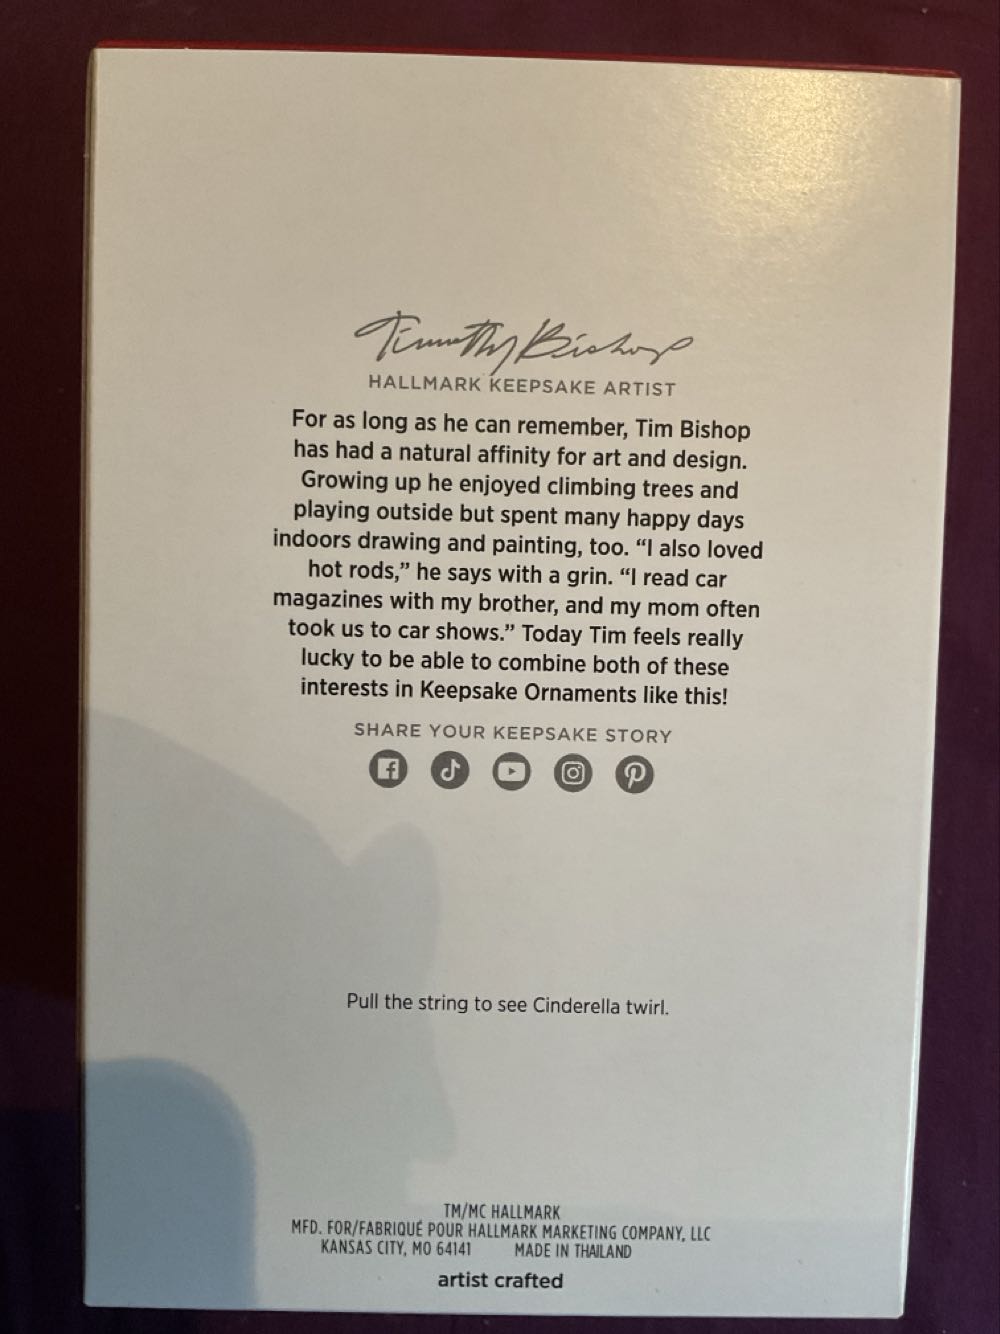 Timothy Bishop
HALLMARK KEEPSAKE ARTIST
For as long as he can remember, Tim Bishop
has had a natural affinity for art and design.
Growing up he enjoyed climbing trees and
playing outside but spent many happy days
indoors drawing and painting, too. “I also loved
hot rods,” he says with a grin. “I read car
magazines with my brother, and my mom often
took us to car shows.” Today Tim feels really
lucky to be able to combine both of these
interests in Keepsake Ornaments like this!
SHARE YOUR KEEPSAKE STORY
Pull the string to see Cinderella twirl.
TM/MC HALLMARK
MFD. FOR/FABRIQUÉ POUR HALLMARK MARKETING COMPANY, LLC
KANSAS CITY, MO 64141 MADE IN THAILAND
artist crafted